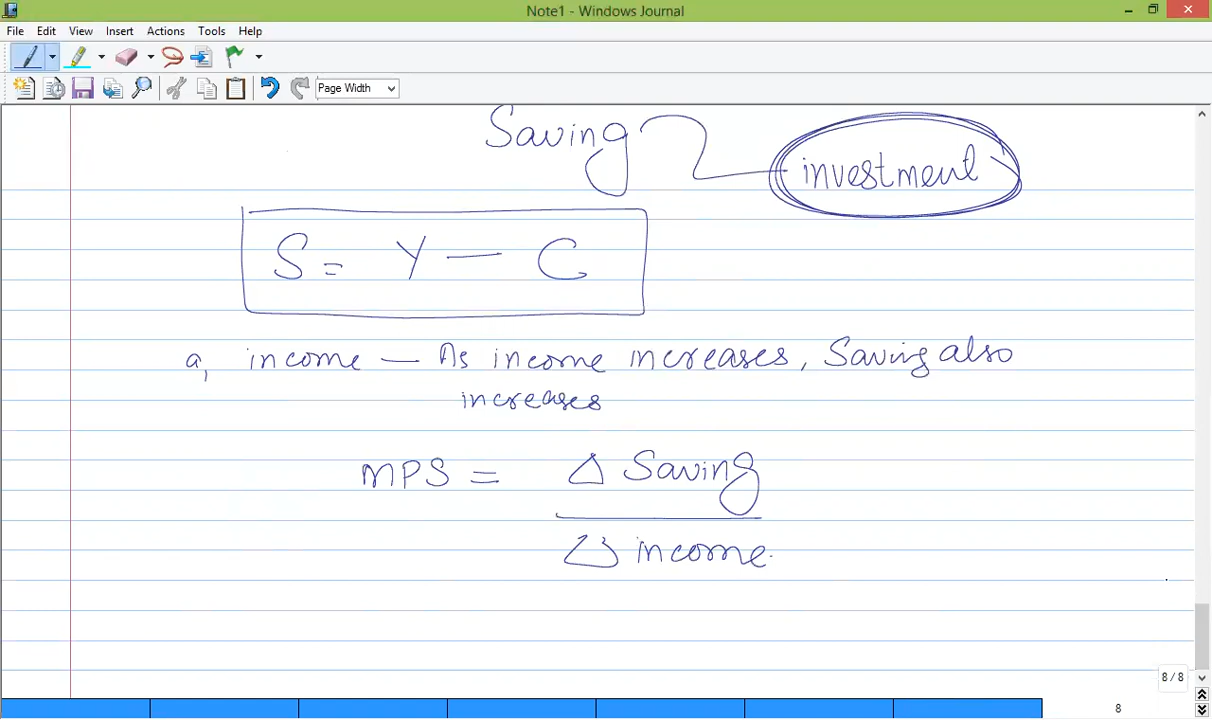 Note1 - Windows Journal
File Edit View Insert Actions Tools Help
Page Width
Saving investment
S = Y - C
a, income — As income increases, Saving also
increases
MPS = Δ Saving
Δ income
8 / 8
8